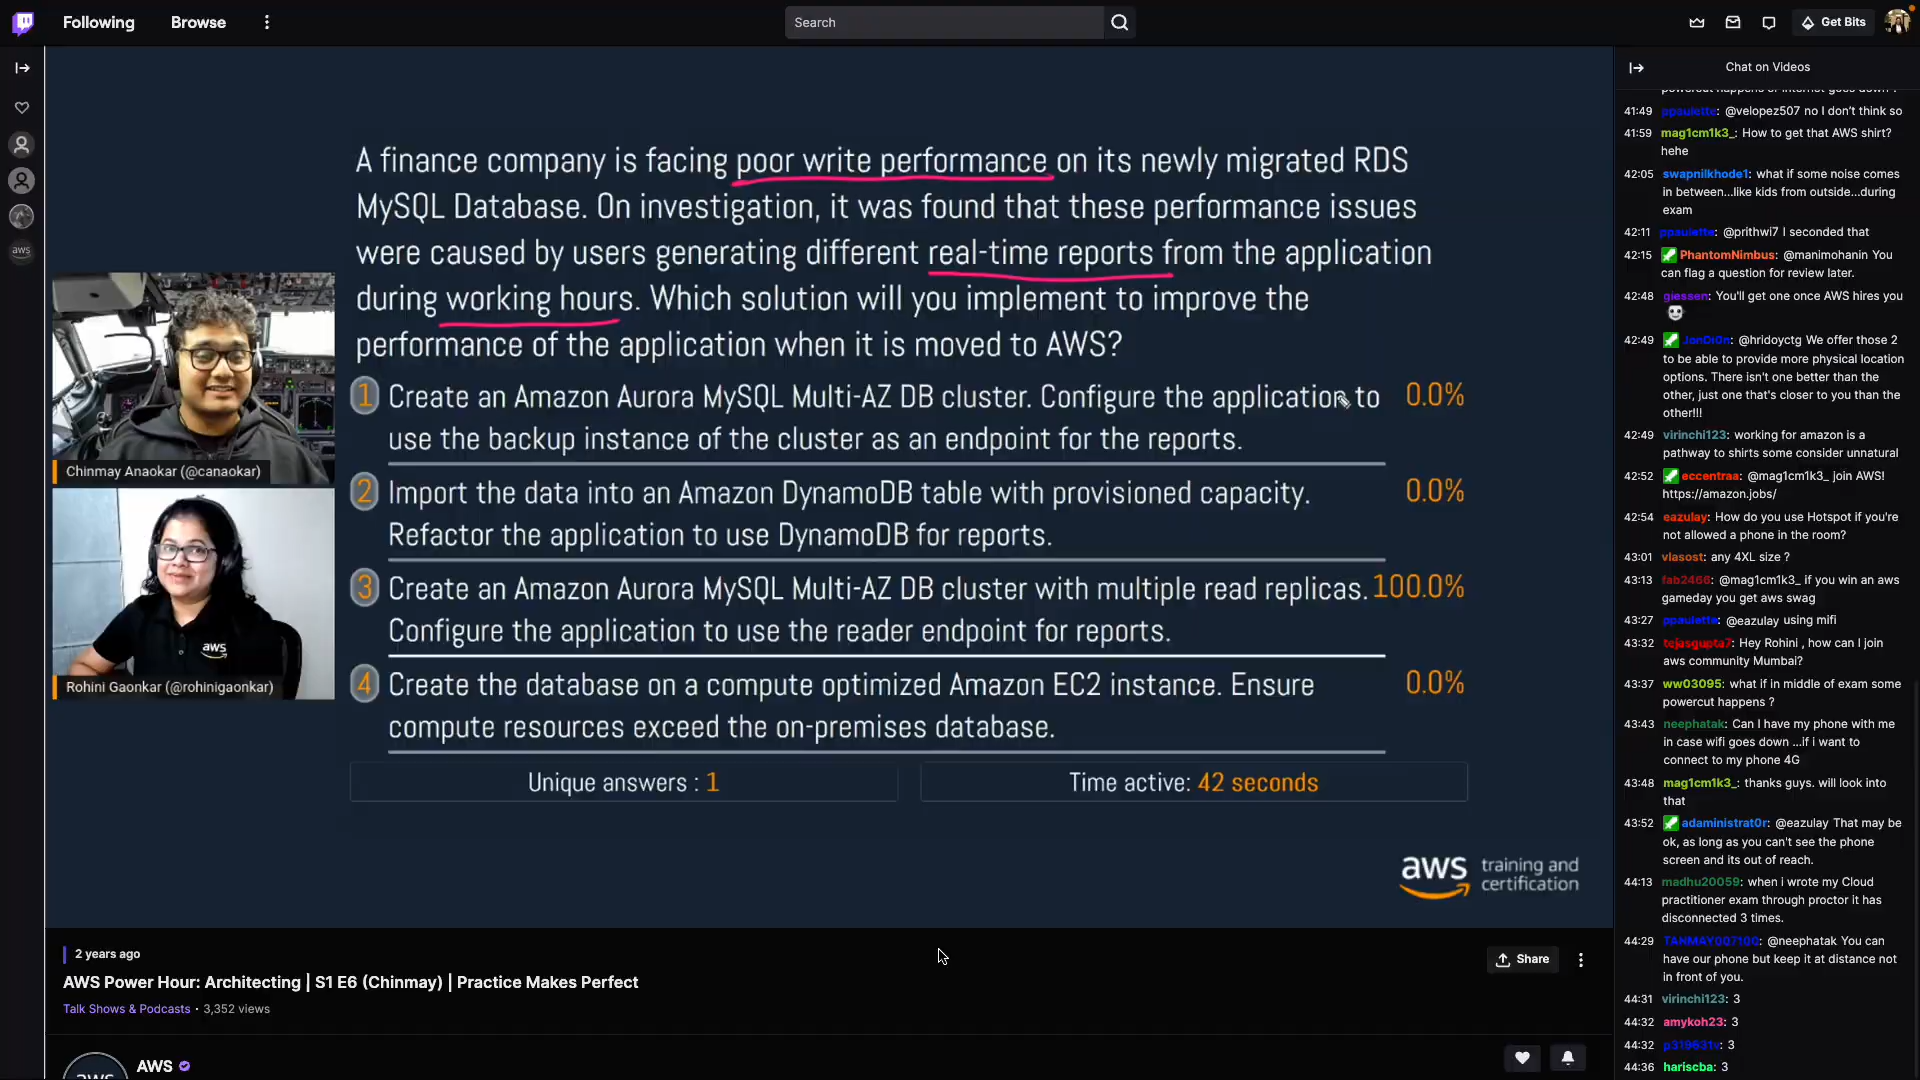 Following
Browse
Search
Get Bits
A finance company is facing poor write performance on its newly migrated RDS
MySQL Database. On investigation, it was found that these performance issues
were caused by users generating different real-time reports from the application
during working hours. Which solution will you implement to improve the
performance of the application when it is moved to AWS?
1 Create an Amazon Aurora MySQL Multi-AZ DB cluster. Configure the application to 0.0%
use the backup instance of the cluster as an endpoint for the reports.
2 Import the data into an Amazon DynamoDB table with provisioned capacity. 0.0%
Refactor the application to use DynamoDB for reports.
3 Create an Amazon Aurora MySQL Multi-AZ DB cluster with multiple read replicas. 100.0%
Configure the application to use the reader endpoint for reports.
4 Create the database on a compute optimized Amazon EC2 instance. Ensure 0.0%
compute resources exceed the on-premises database.
Unique answers : 1
Time active: 42 seconds
Chinmay Anaokar (@canaokar)
aws
Rohini Gaonkar (@rohinigaonkar)
aws training and
certification
2 years ago
AWS Power Hour: Architecting | S1 E6 (Chinmay) | Practice Makes Perfect
Talk Shows & Podcasts • 3,352 views
Share
aws
AWS
aws
Chat on Videos
41:49 ppaulette: @velopez507 no I don't think so
41:59 mag1cm1k3_: How to get that AWS shirt?
hehe
42:05 swapnilkhode1: what if some noise comes
in between...like kids from outside...during
exam
42:11 ppaulette: @prithwi7 I seconded that
42:15 PhantomNimbus: @manimohanin You
can flag a question for review later.
42:48 giessen: You'll get one once AWS hires you
42:49 @hridoyctg We offer those 2
to be able to provide more physical location
options. There isn't one better than the
other, just one that's closer to you than the
other!!!
42:49 virinchi123: working for amazon is a
pathway to shirts some consider unnatural
42:52 eccentraa: @mag1cm1k3_ join AWS!
https://amazon.jobs/
42:54 eazulay: How do you use Hotspot if you're
not allowed a phone in the room?
43:01 vlasost: any 4XL size ?
43:13 fab2466: @mag1cm1k3_ if you win an aws
gameday you get aws swag
43:27 ppaulette: @eazulay using mifi
43:32 tejasgupta7: Hey Rohini , how can I join
aws community Mumbai?
43:37 ww03095: what if in middle of exam some
powercut happens ?
43:43 neephatak: Can I have my phone with me
in case wifi goes down ...if i want to
connect to my phone 4G
43:48 mag1cm1k3_: thanks guys. will look into
that
43:52 adaministrat0r: @eazulay That may be
ok, as long as you can't see the phone
screen and its out of reach.
44:13 madhu20059: when i wrote my Cloud
practitioner exam through proctor it has
disconnected 3 times.
44:29 TANMAY007100: @neephatak You can
have our phone but keep it at distance not
in front of you.
44:31 virinchi123: 3
44:32 amykoh23: 3
44:32 3
44:36 hariscba: 3